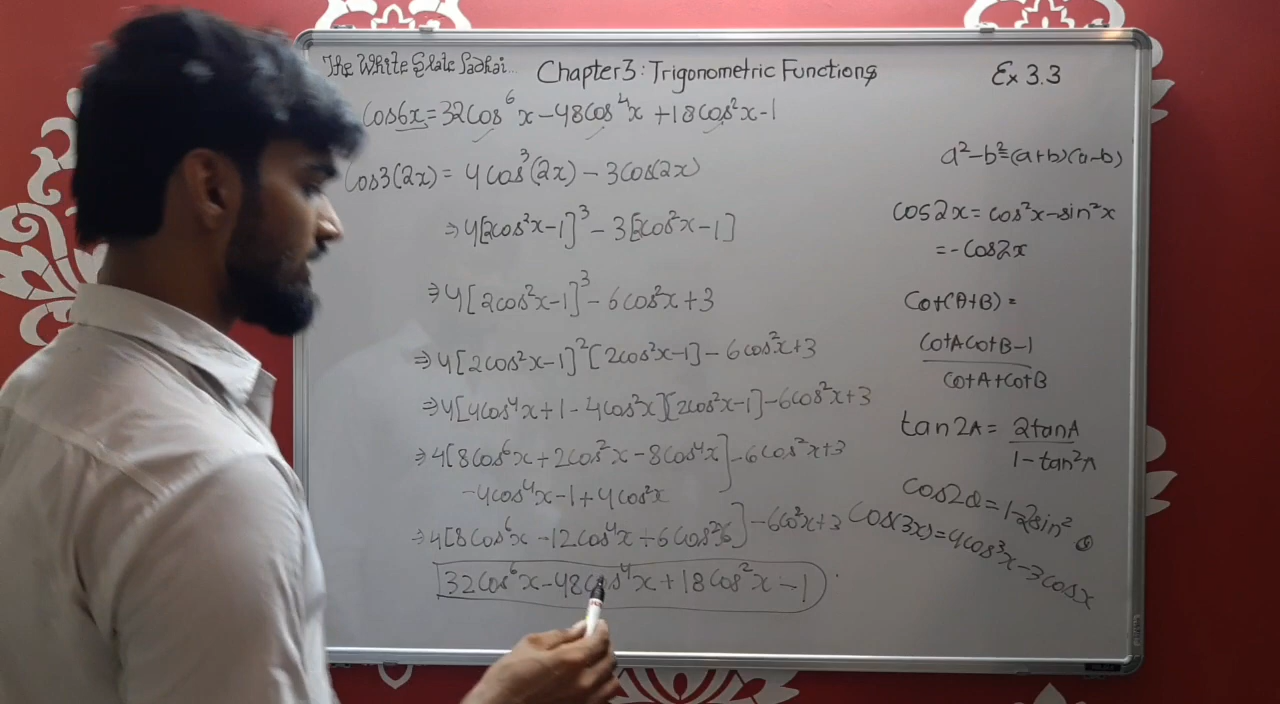 The White Slate Padhai...
Chapter 3 : Trigonometric Functions
Ex 3.3
Cos6x = 32Cos⁶x − 48Cos⁴x + 18Cos²x − 1
Cos3(2x) = 4Cos³(2x) − 3Cos(2x)
⇒ 4[2cos²x−1]³ − 3[2cos²x−1]
⇒ 4[2cos²x−1]³ − 6cos²x + 3
⇒ 4[2cos²x−1]²[2cos²x−1] − 6cos²x + 3
⇒ 4[4cos⁴x + 1 − 4cos²x][2cos²x−1] − 6cos²x + 3
⇒ 4[8cos⁶x + 2cos²x − 8cos⁴x
− 4cos⁴x − 1 + 4cos²x] − 6cos²x + 3
⇒ 4[8cos⁶x − 12cos⁴x + 6cos²x] − 6cos²x + 3
32cos⁶x − 48cos⁴x + 18cos²x − 1
a²−b²=(a+b)(a−b)
cos2x = cos²x−sin²x
= −cos2x
Cot(A+B) =
CotACotB−1
CotA+CotB
tan2A = 2tanA
1−tan²A
cos2θ = 1−2sin²θ
Cos(3x) = 4cos³x − 3cosx